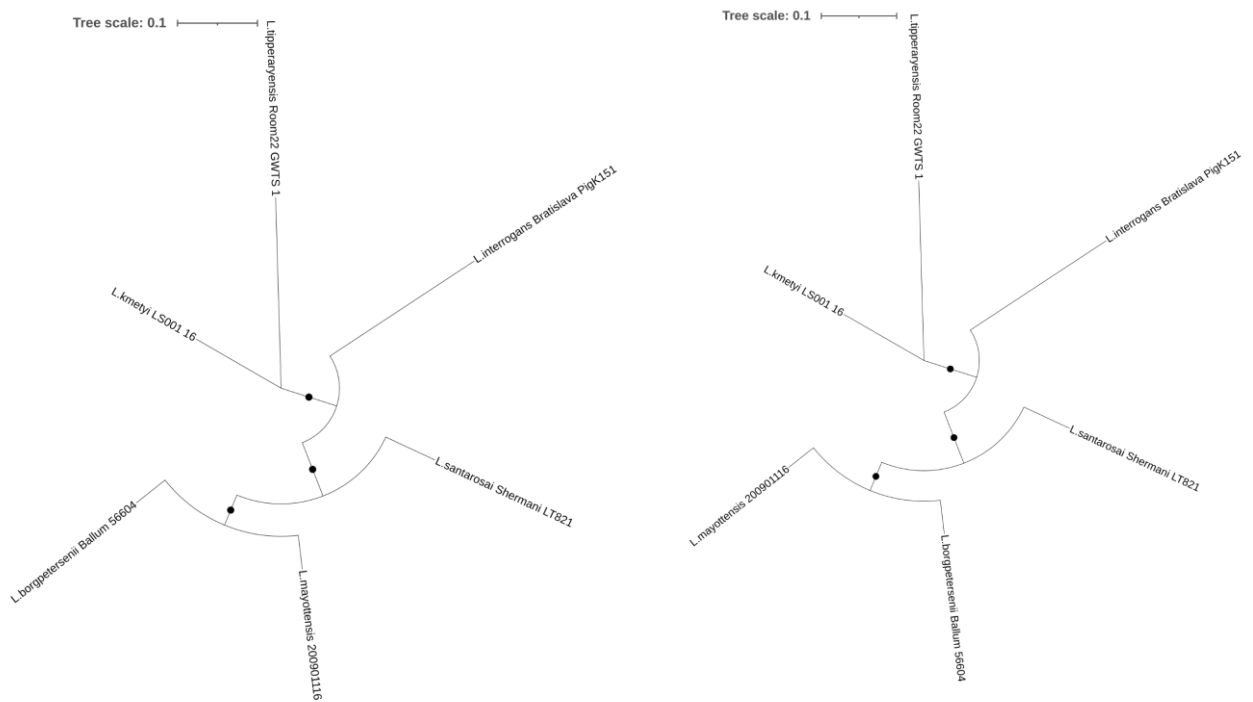 Tree scale: 0.1
L.tipperaryensis Room22 GWTS 1
L.interrogans Bratislava PigK151
L.kmetyi LS001 16
L.santarosai Shermani LT821
L.borgpetersenii Ballum 56604
L.mayottensis 200901116
Tree scale: 0.1
L.tipperaryensis Room22 GWTS 1
L.interrogans Bratislava PigK151
L.kmetyi LS001 16
L.santarosai Shermani LT821
L.mayottensis 200901116
L.borgpetersenii Ballum 56604